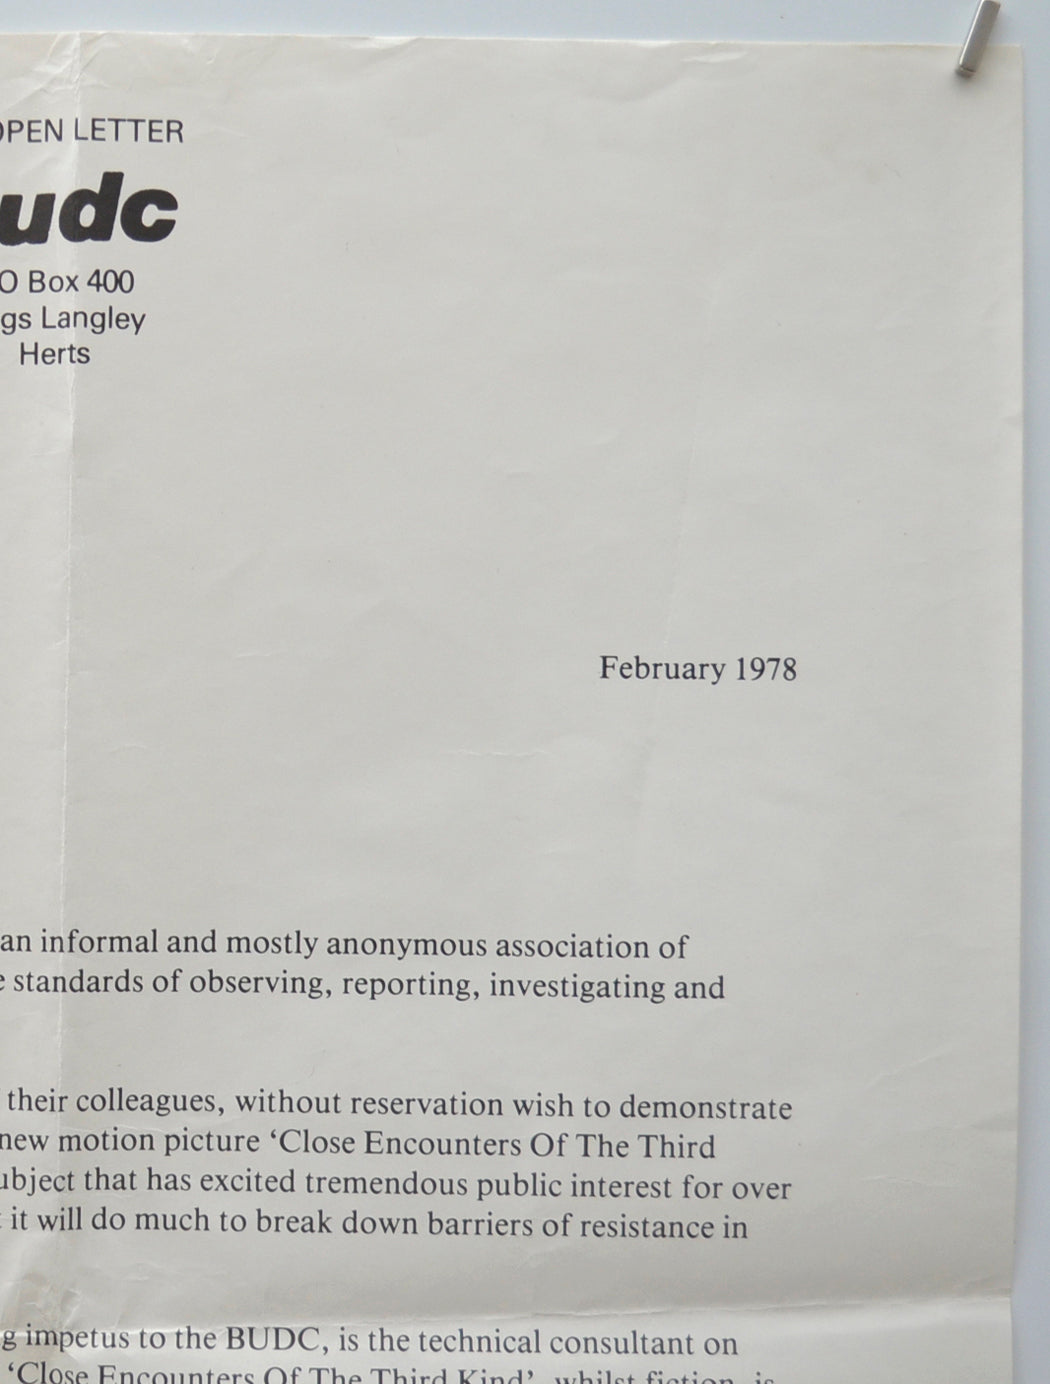 OPEN LETTER
udc
O Box 400
gs Langley
Herts
February 1978
an informal and mostly anonymous association of
e standards of observing, reporting, investigating and
their colleagues, without reservation wish to demonstrate
new motion picture ‘Close Encounters Of The Third
ubject that has excited tremendous public interest for over
it will do much to break down barriers of resistance in
g impetus to the BUDC, is the technical consultant on
‘Close Encounters Of The Third Kind’, whilst fiction, is